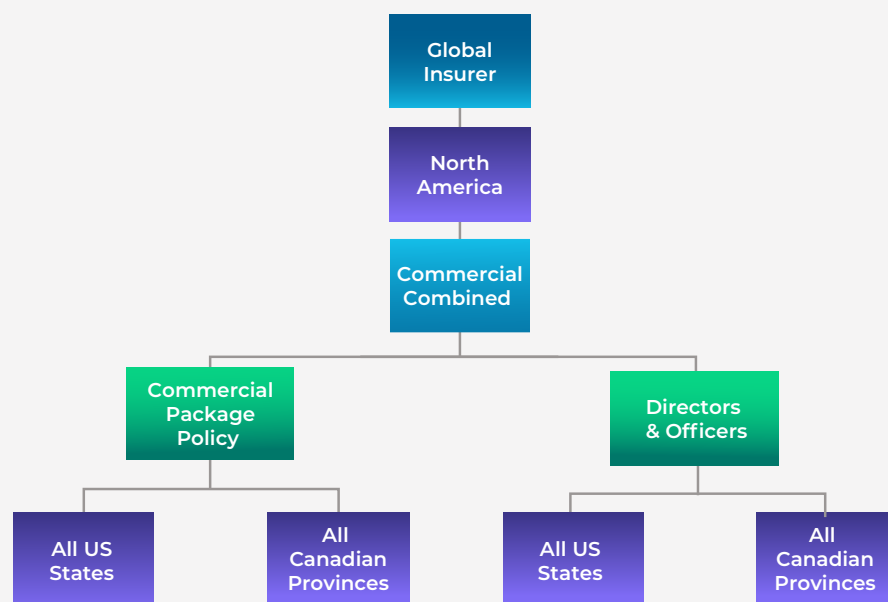 Global
Insurer
North
America
Commercial
Combined
Commercial
Package
Policy
Directors
& Officers
All US
States
All
Canadian
Provinces
All US
States
All
Canadian
Provinces